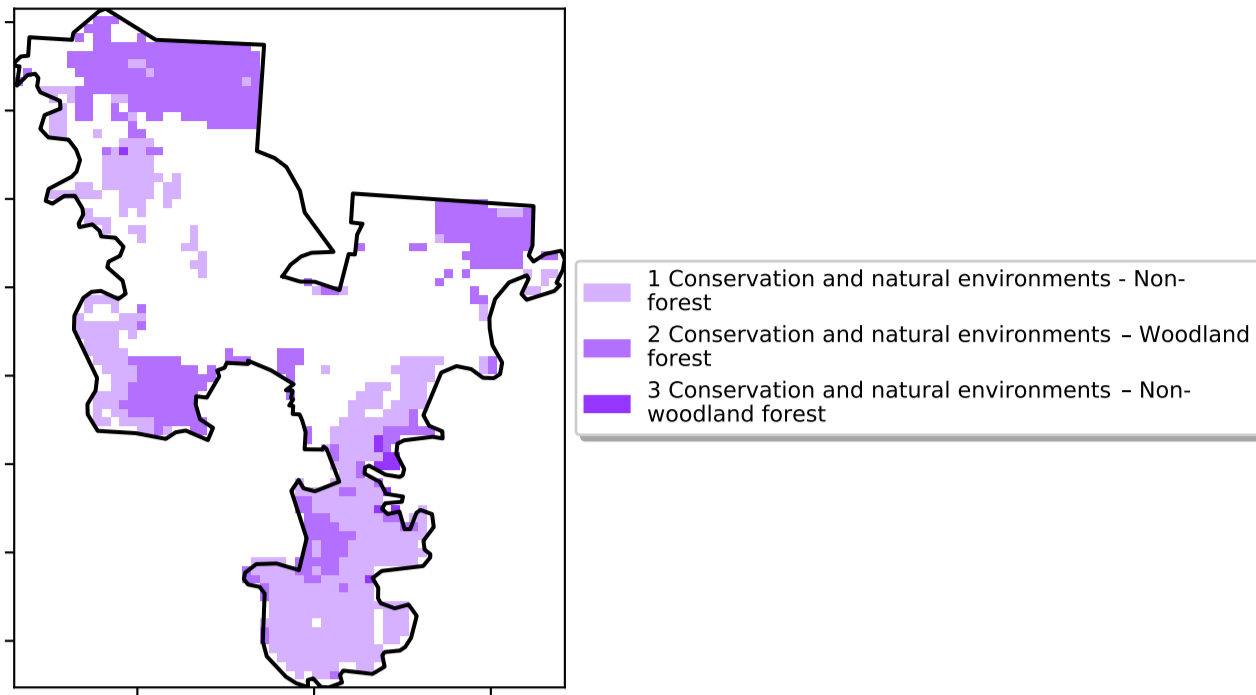 1 Conservation and natural environments - Non-
forest
2 Conservation and natural environments – Woodland
forest
3 Conservation and natural environments – Non-
woodland forest